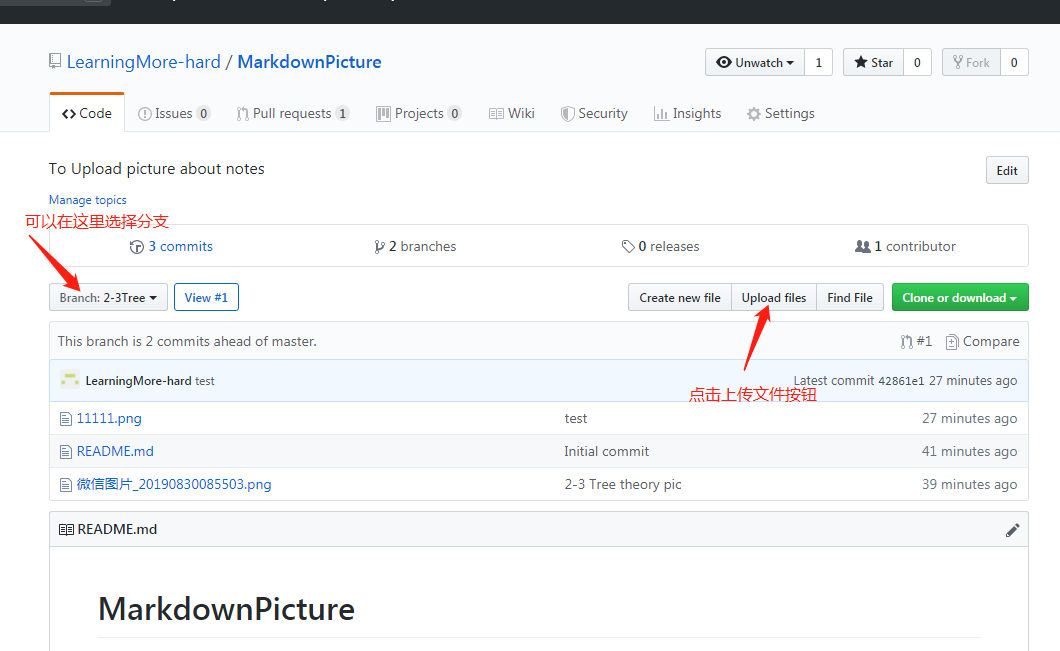 LearningMore-hard / MarkdownPicture Unwatch 1 Star 0 Fork 0
Code Issues 0 Pull requests 1 Projects 0 Wiki Security Insights Settings
To Upload picture about notes Edit
Manage topics
可以在这里选择分支
3 commits 2 branches 0 releases 1 contributor
Branch: 2-3Tree View #1 Create new file Upload files Find File Clone or download
This branch is 2 commits ahead of master. #1 Compare
LearningMore-hard test Latest commit 42861e1 27 minutes ago
点击上传文件按钮
11111.png test 27 minutes ago
README.md Initial commit 41 minutes ago
微信图片_20190830085503.png 2-3 Tree theory pic 39 minutes ago
README.md
MarkdownPicture